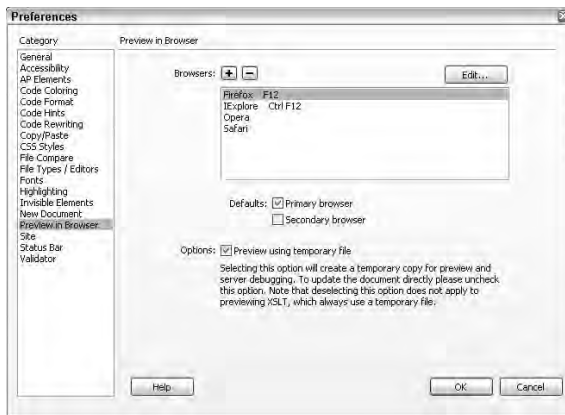 Preferences
Category
Preview in Browser
General
Accessibility
AP Elements
Code Coloring
Code Format
Code Hints
Code Rewriting
Copy/Paste
CSS Styles
File Compare
File Types / Editors
Fonts
Highlighting
Invisible Elements
New Document
Preview in Browser
Site
Status Bar
Validator
Browsers:
Edit...
Firefox F12
IExplore Ctrl F12
Opera
Safari
Defaults: Primary browser
Secondary browser
Options: Preview using temporary file
Selecting this option will create a temporary copy for preview and
server debugging. To update the document directly please uncheck
this option. Note that deselecting this option does not apply to
previewing XSLT, which always use a temporary file.
Help
OK
Cancel